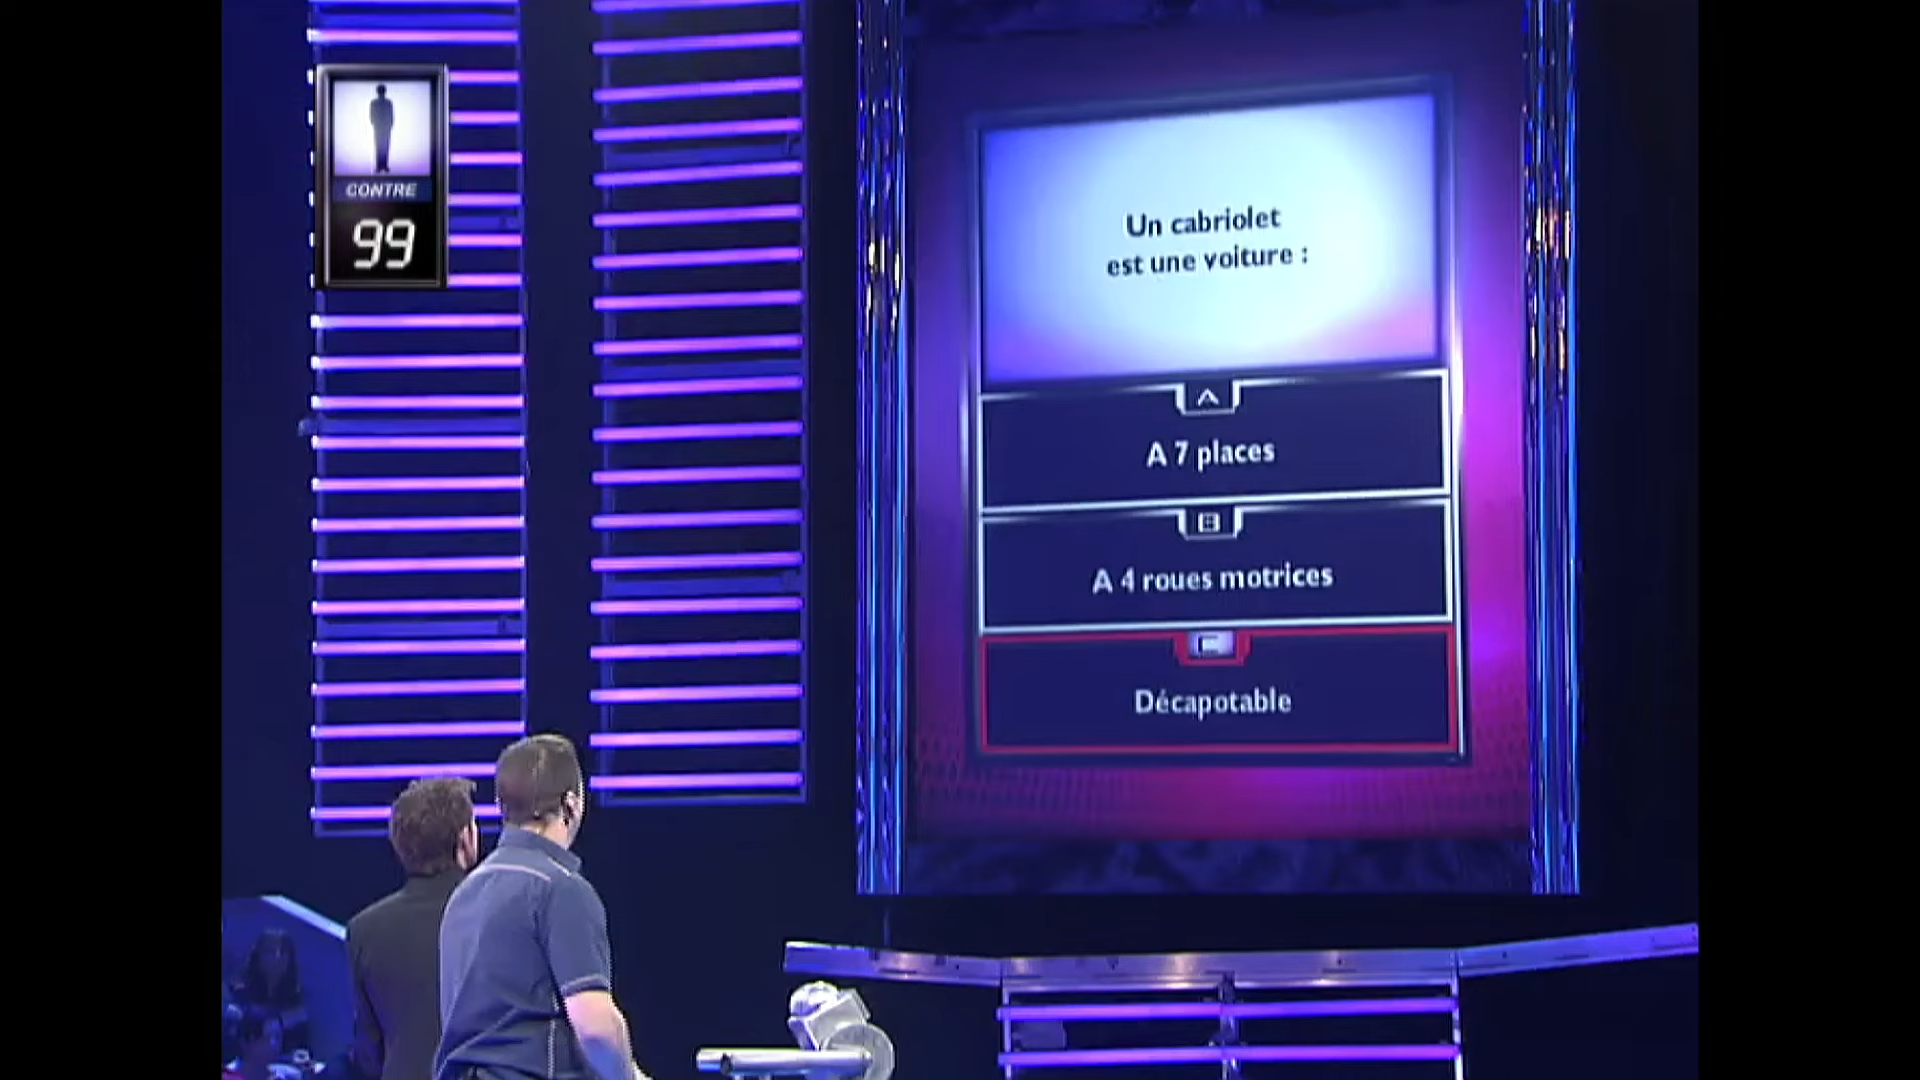 CONTRE
99
Un cabriolet
est une voiture :
A
A 7 places
B
A 4 roues motrices
C
Décapotable